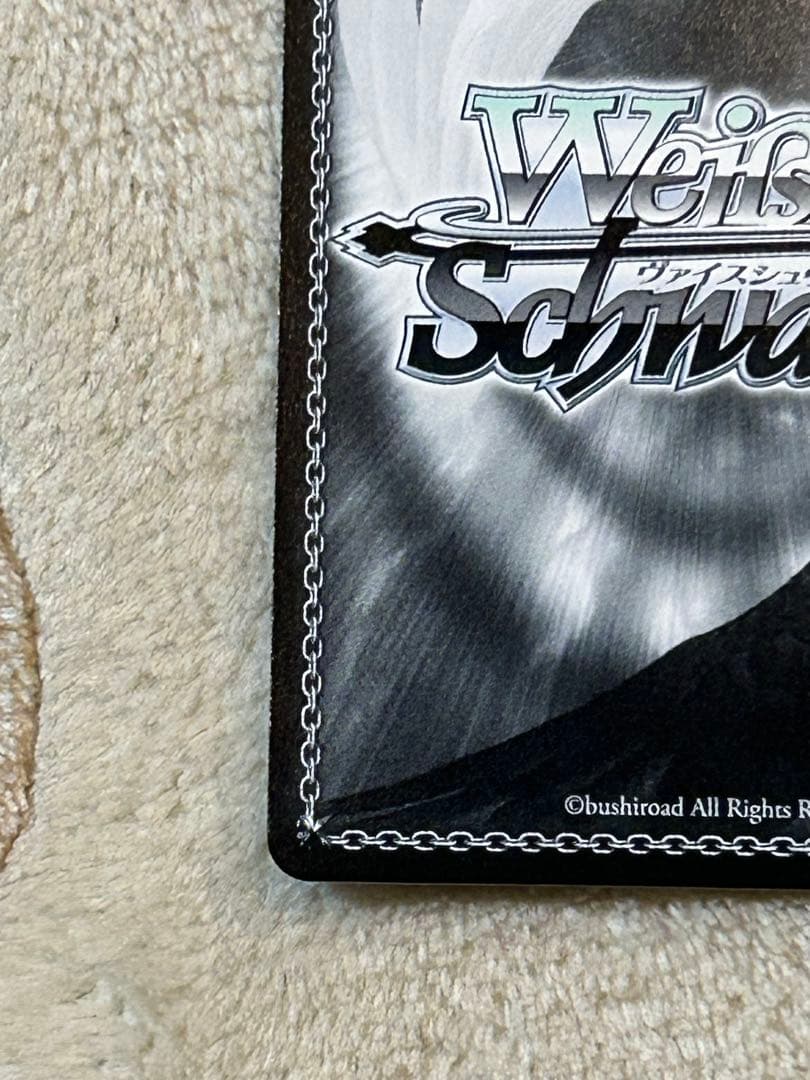 Weiß
ヴァイスシュ
Schwa
©bushiroad All Rights R